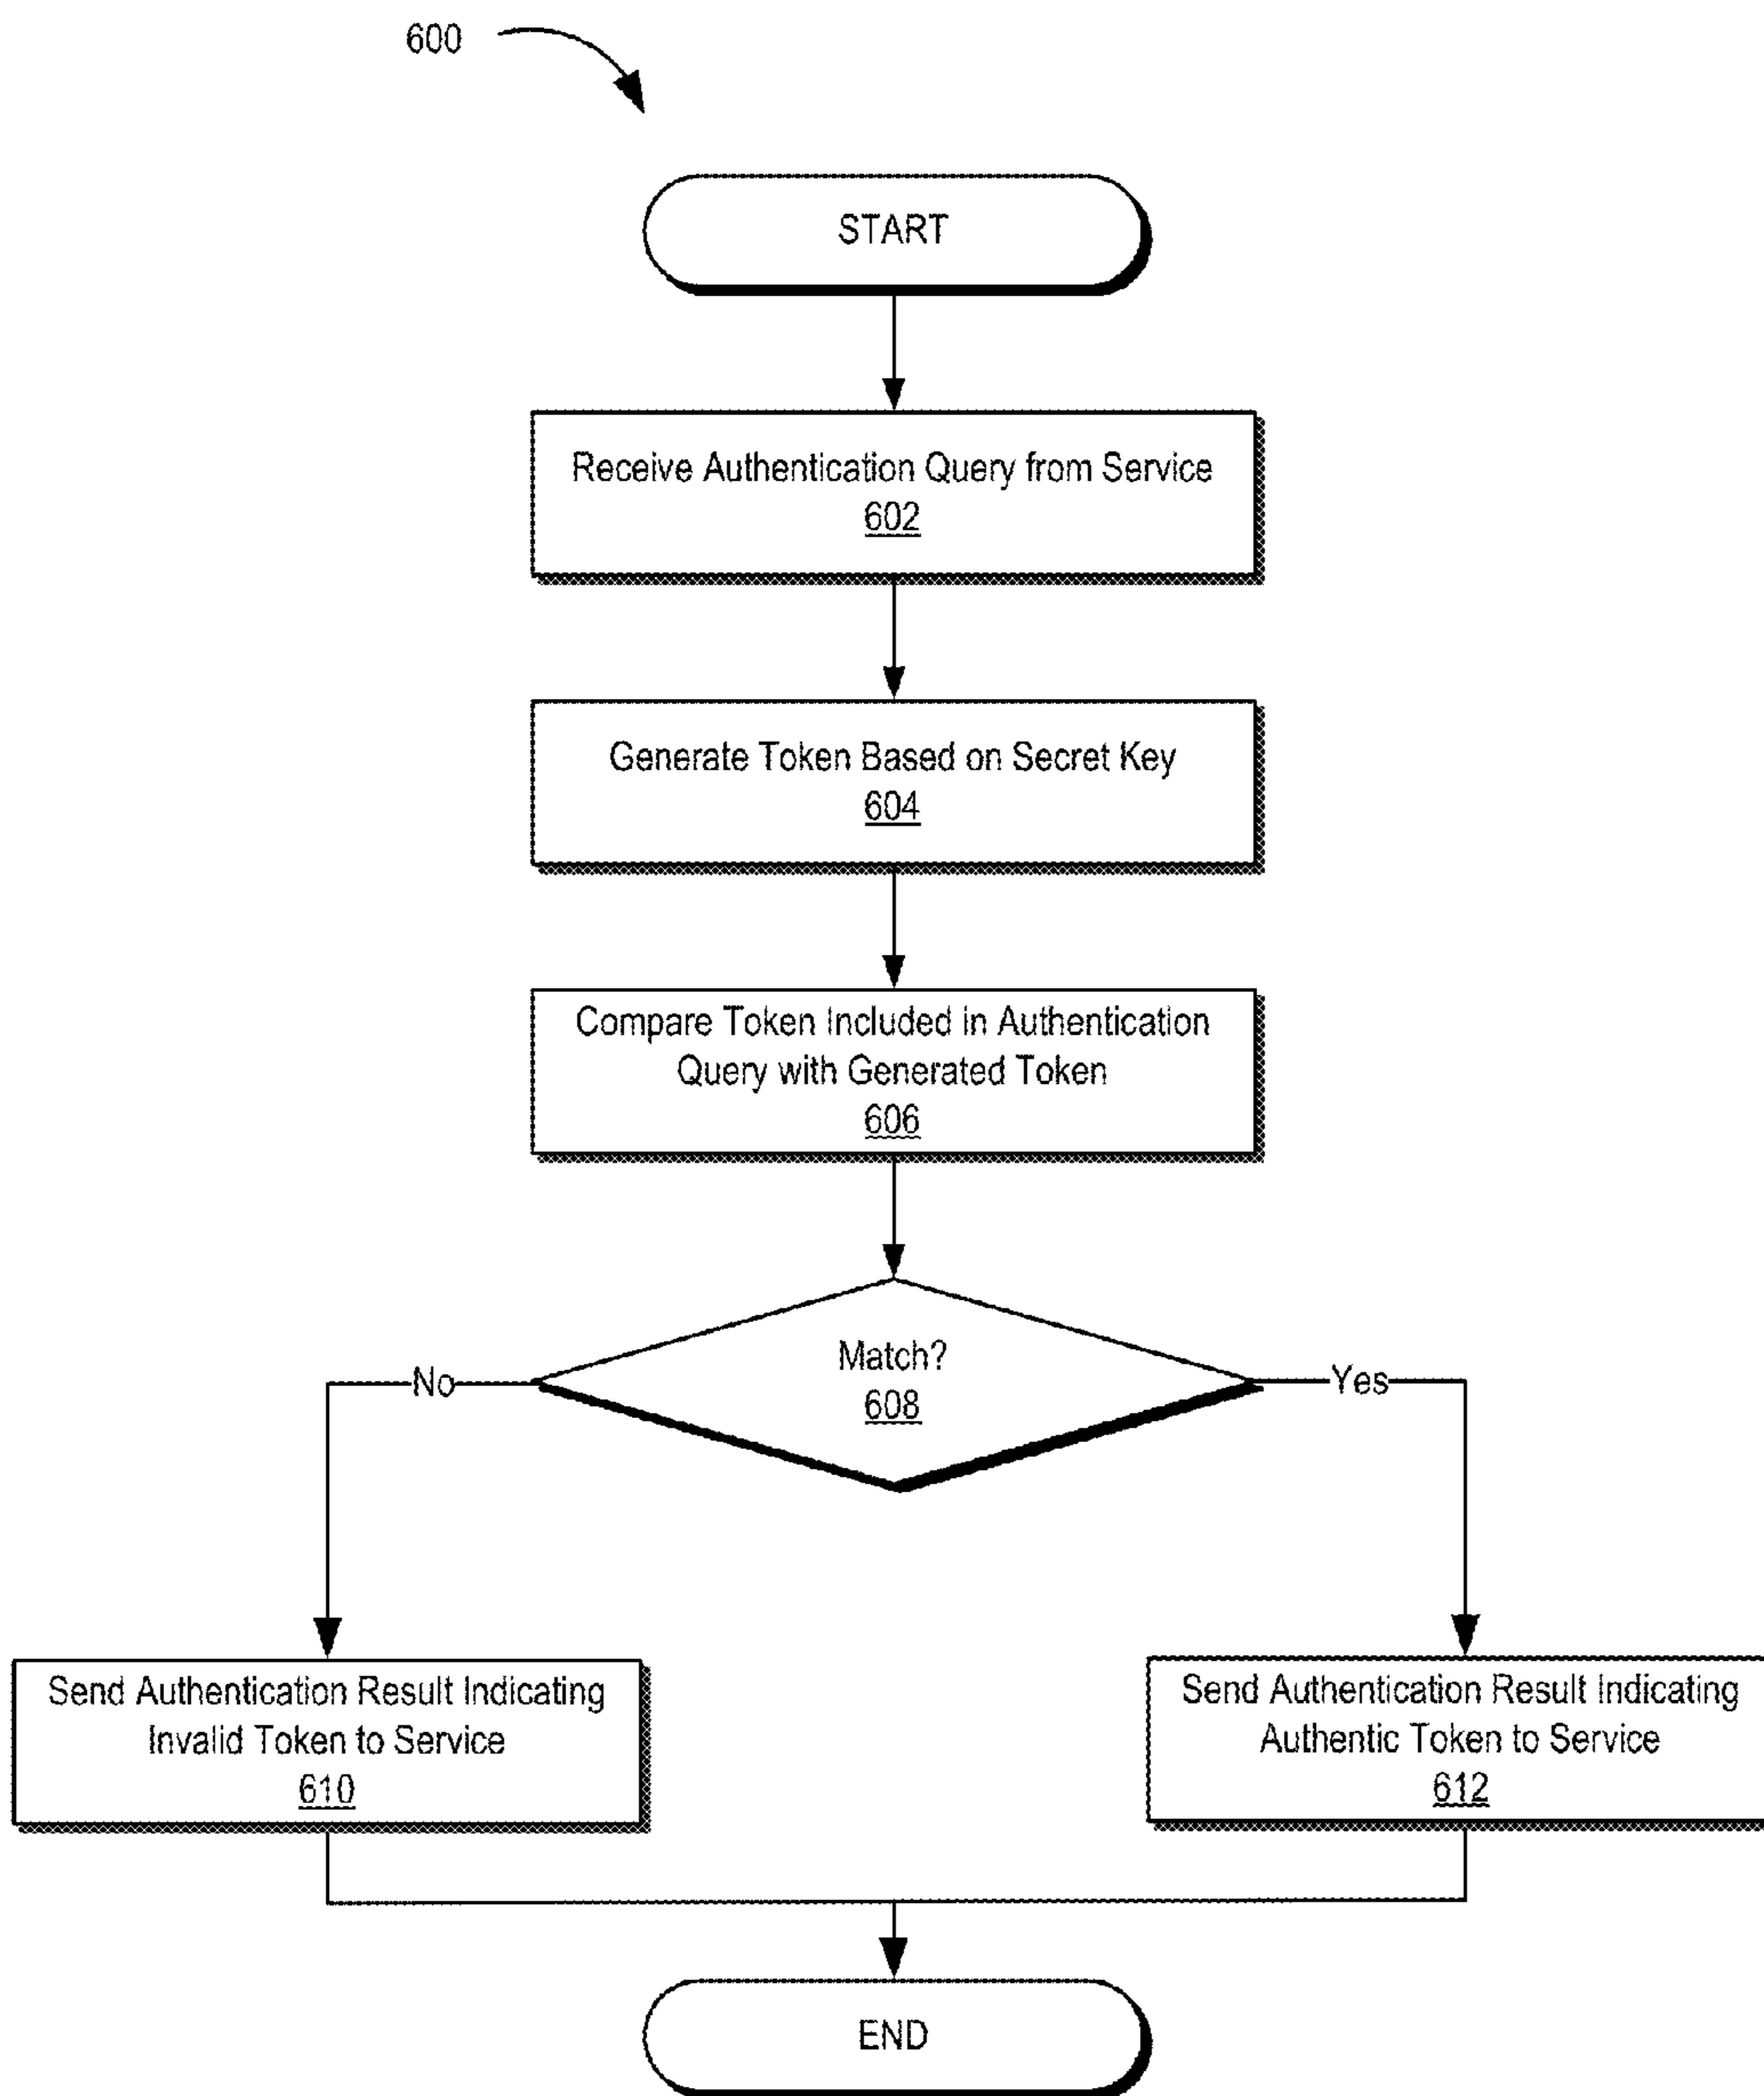 600
START
Receive Authentication Query from Service
602
Generate Token Based on Secret Key
604
Compare Token Included in Authentication
Query with Generated Token
606
Match?
608
No
Yes
Send Authentication Result Indicating
Invalid Token to Service
610
Send Authentication Result Indicating
Authentic Token to Service
612
END